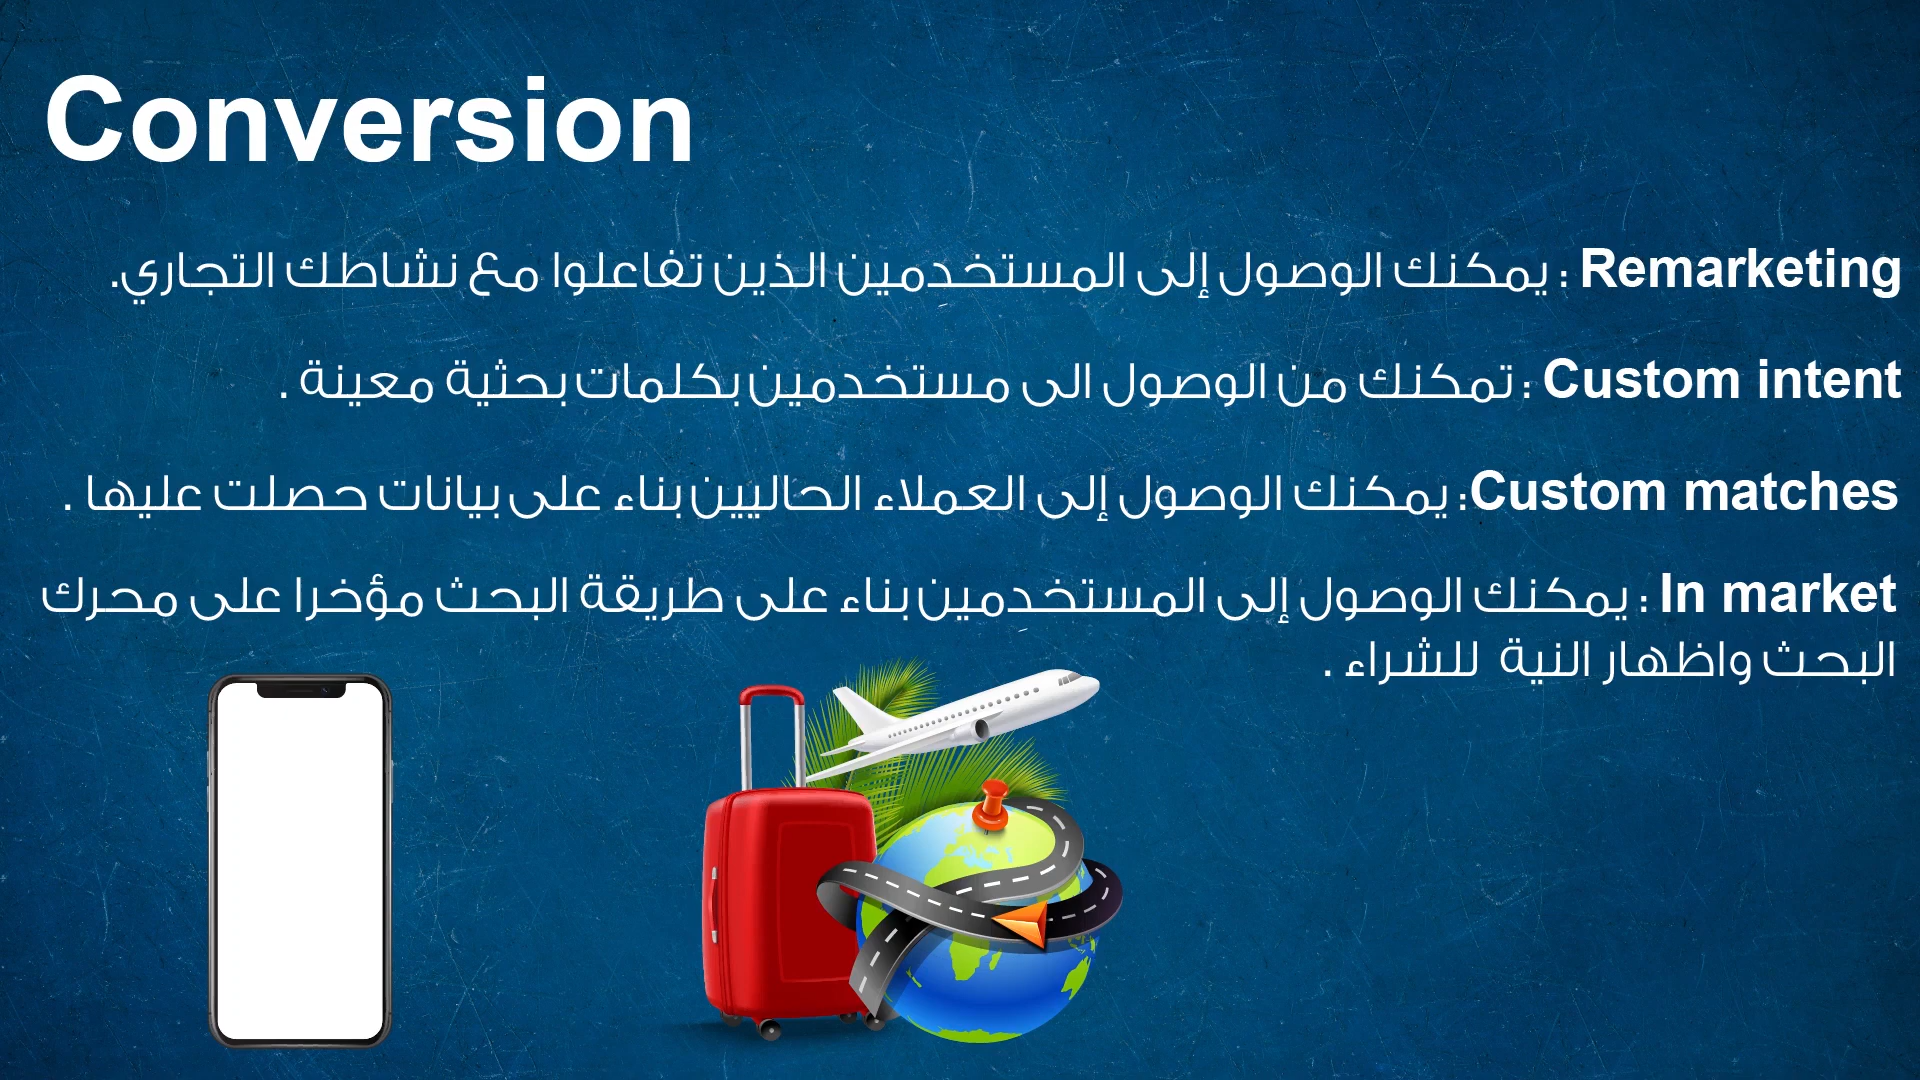 Conversion
Remarketing : يمكنك الوصول إلى المستخدمين الذين تفاعلوا مع نشاطك التجاري.
Custom intent : تمكنك من الوصول الى مستخدمين بكلمات بحثية معينة .
Custom matches: يمكنك الوصول إلى العملاء الحاليين بناء على بيانات حصلت عليها .
In market : يمكنك الوصول إلى المستخدمين بناء على طريقة البحث مؤخرا على محرك
البحث واظهار النية للشراء .